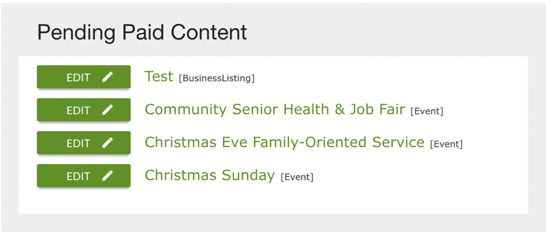 Pending Paid Content
EDIT Test [BusinessListing]
EDIT Community Senior Health & Job Fair [Event]
EDIT Christmas Eve Family-Oriented Service [Event]
EDIT Christmas Sunday [Event]